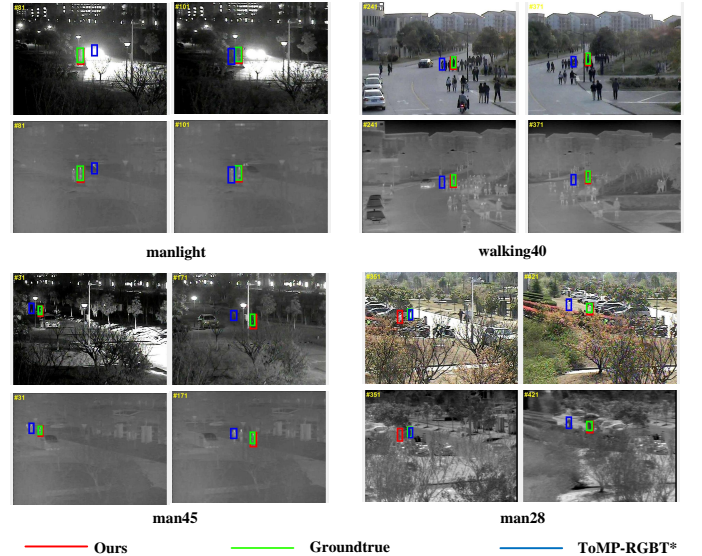 #81 #101 #241 #371
#81 #101 #241 #371
manlight walking40
#31 #171 #351 #421
#31 #171 #351 #421
man45 man28
Ours Groundtrue ToMP-RGBT*